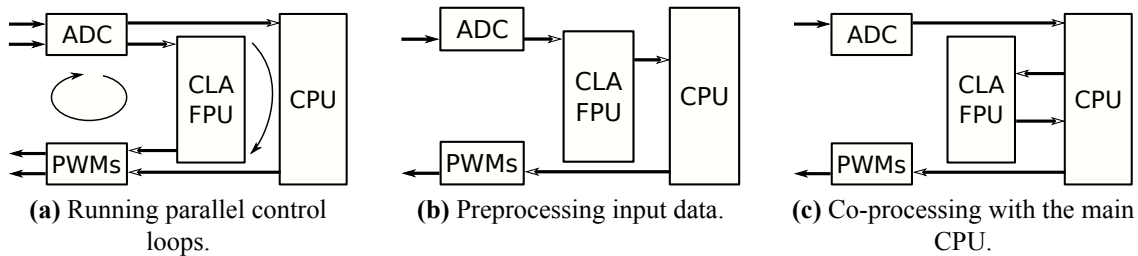 ADC
CLA
FPU
CPU
PWMs
(a) Running parallel control
loops.
ADC
CLA
FPU
CPU
PWMs
(b) Preprocessing input data.
ADC
CLA
FPU
CPU
PWMs
(c) Co-processing with the main
CPU.